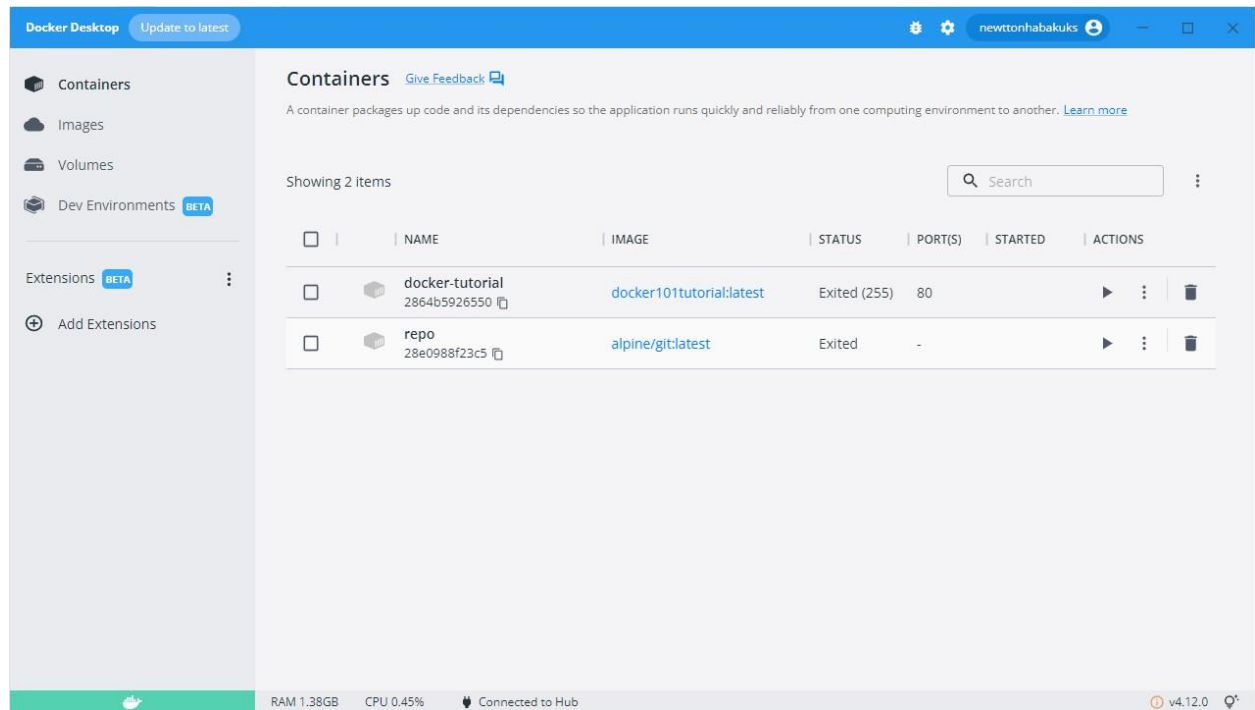 Docker Desktop Update to latest newttonhabakuks
Containers
Images
Volumes
Dev Environments BETA
Extensions BETA
Add Extensions
Containers Give Feedback
A container packages up code and its dependencies so the application runs quickly and reliably from one computing environment to another. Learn more
Showing 2 items Search
NAME IMAGE STATUS PORT(S) STARTED ACTIONS
docker-tutorial docker101tutorial:latest Exited (255) 80
2864b5926550
repo alpine/git:latest Exited -
28e0988f23c5
RAM 1.38GB CPU 0.45% Connected to Hub v4.12.0